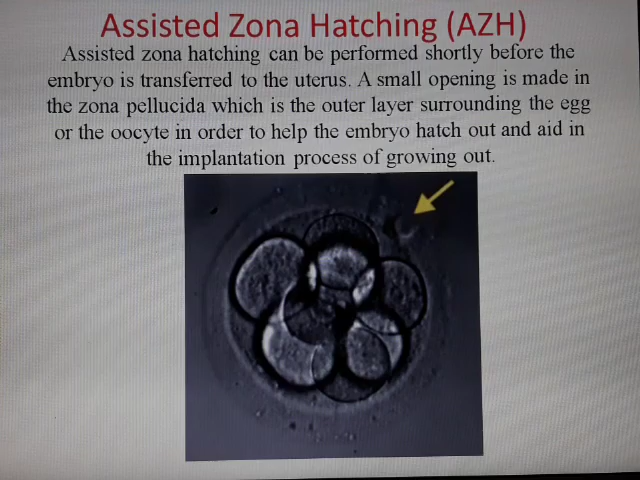 Assisted Zona Hatching (AZH)
Assisted zona hatching can be performed shortly before the
embryo is transferred to the uterus. A small opening is made in
the zona pellucida which is the outer layer surrounding the egg
or the oocyte in order to help the embryo hatch out and aid in
the implantation process of growing out.